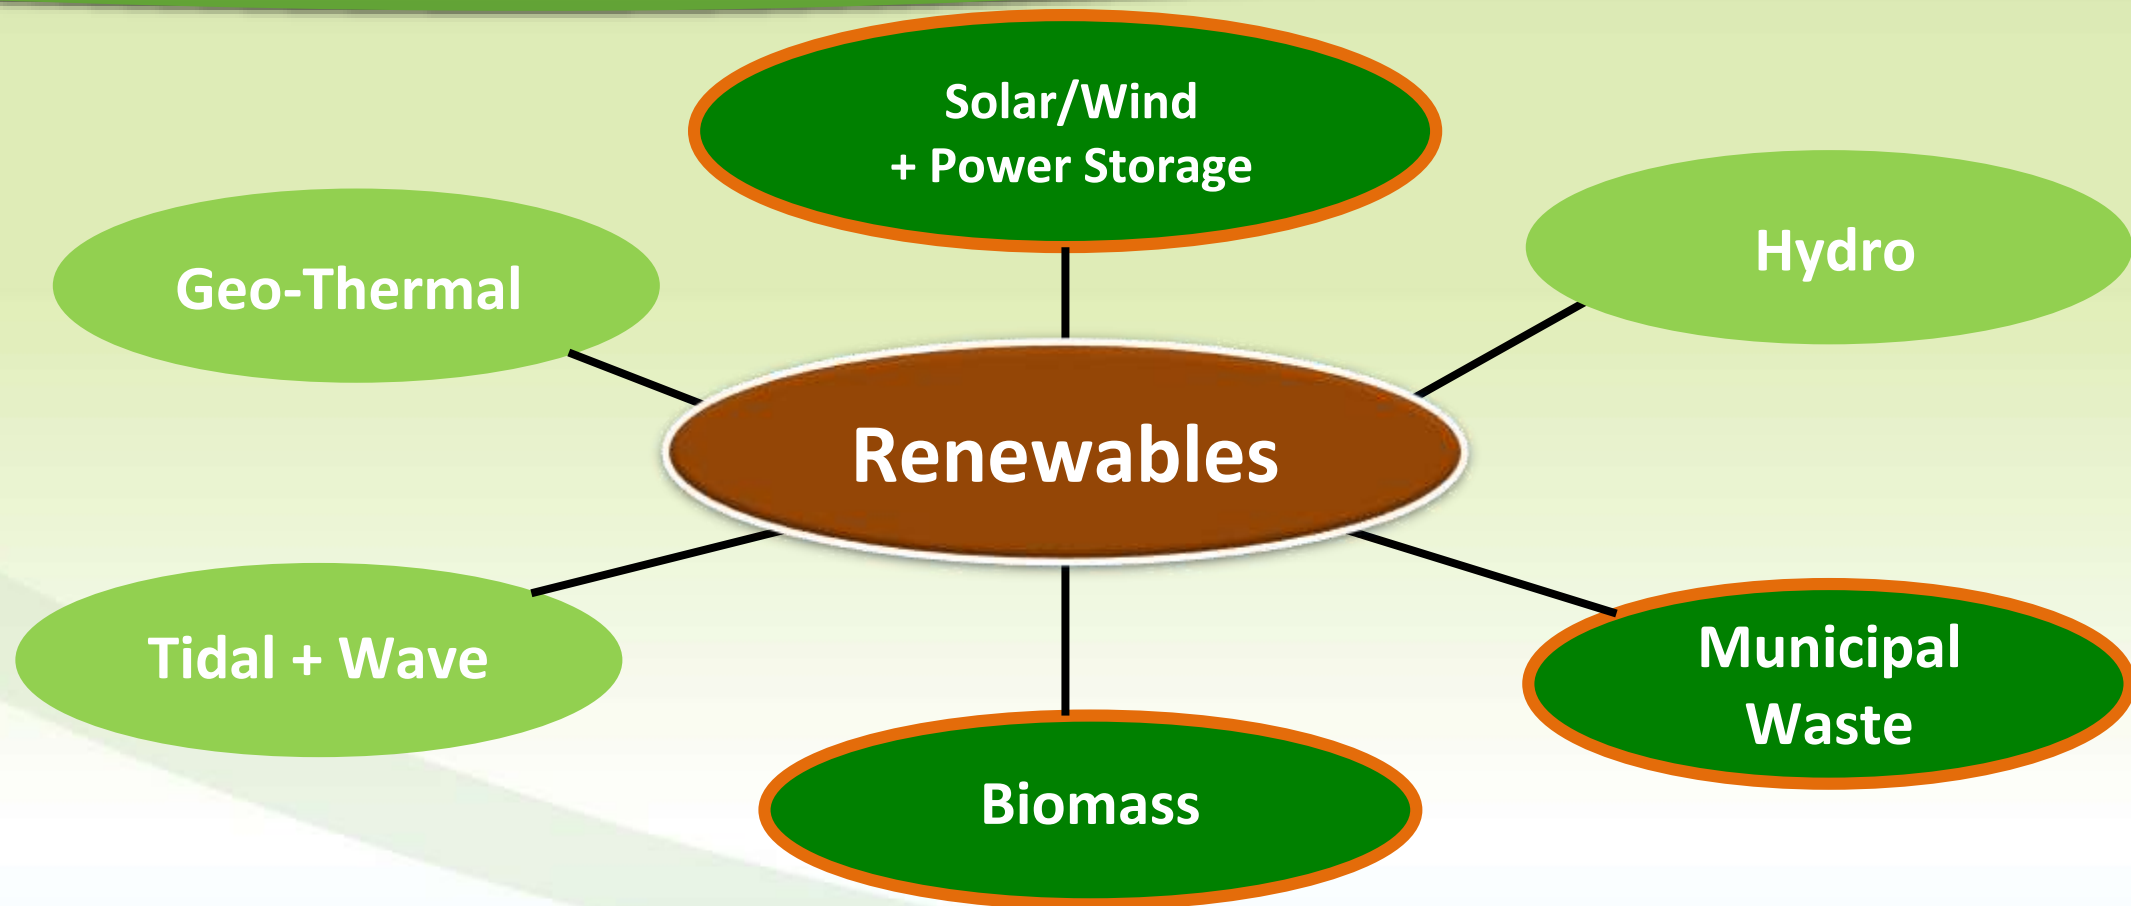 Solar/Wind
+ Power Storage
Hydro
Geo-Thermal
Renewables
Tidal + Wave
Municipal
Waste
Biomass